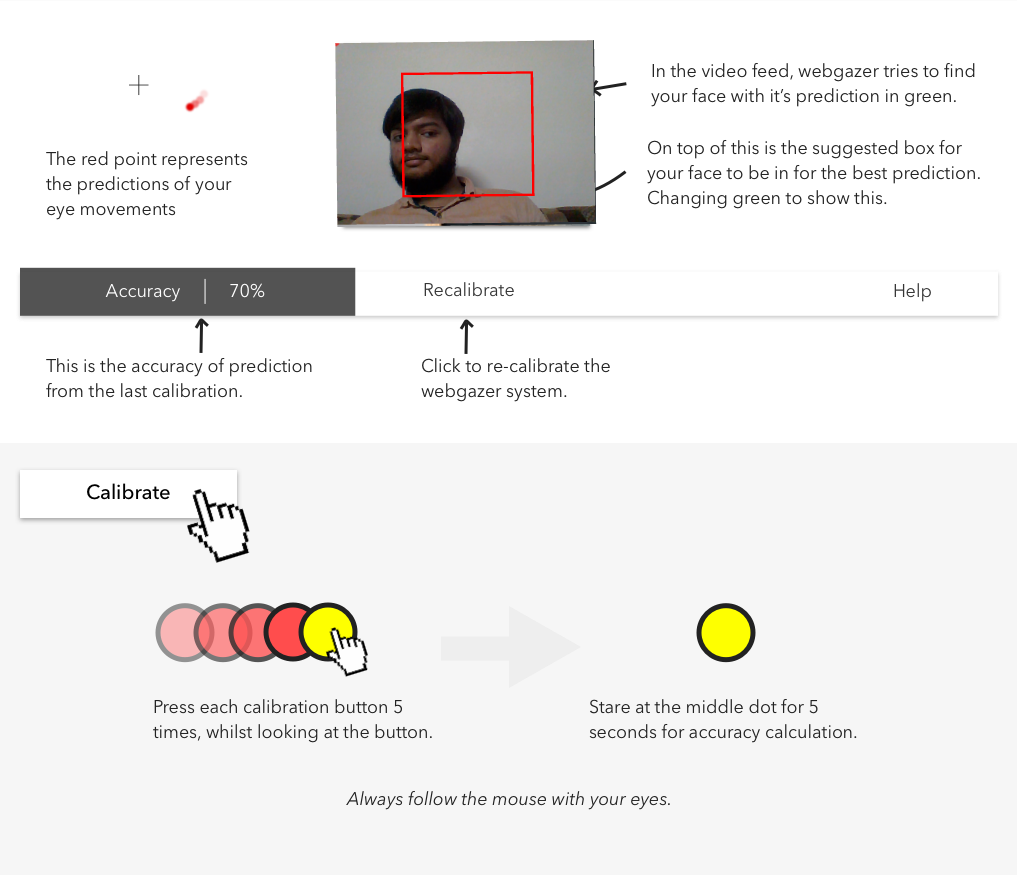 In the video feed, webgazer tries to find
your face with it's prediction in green.
The red point represents
the predictions of your
eye movements
On top of this is the suggested box for
your face to be in for the best prediction.
Changing green to show this.
Accuracy | 70%
Recalibrate
Help
This is the accuracy of prediction
from the last calibration.
Click to re-calibrate the
webgazer system.
Calibrate
Press each calibration button 5
times, whilst looking at the button.
Stare at the middle dot for 5
seconds for accuracy calculation.
Always follow the mouse with your eyes.